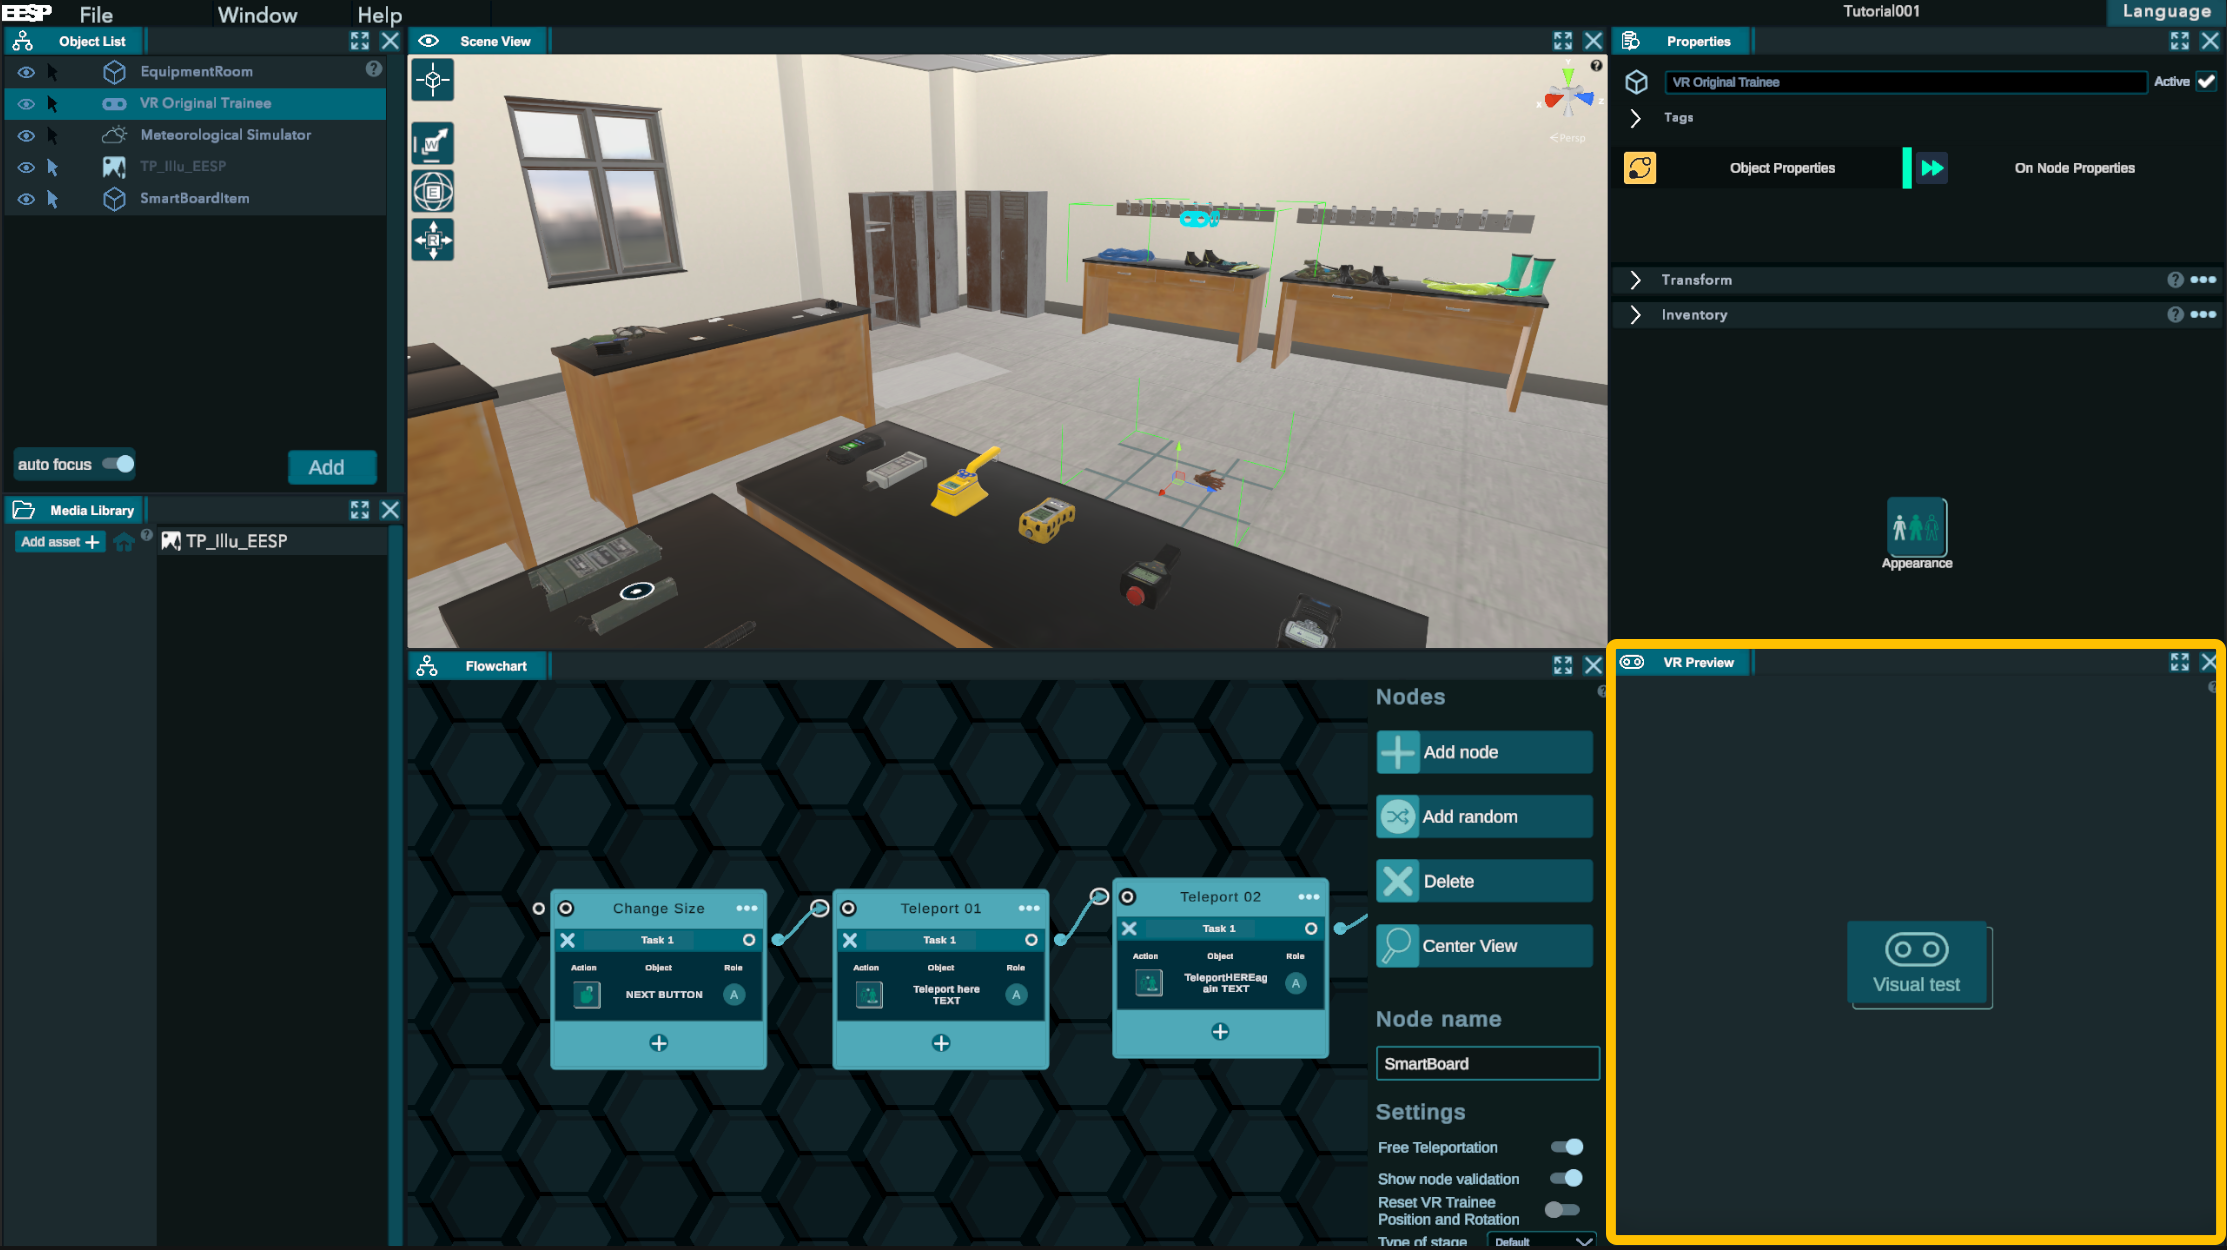 EESP File Window Help Tutorial001 Language
Object List
EquipmentRoom
VR Original Trainee
Meteorological Simulator
TP_Illu_EESP
SmartBoardItem
auto focus
Add
Media Library
Add asset +
TP_Illu_EESP
Scene View
W
E
R
Y
X
Z
Persp
Flowchart
Change Size
Task 1
Action Object Role
NEXT BUTTON A
Teleport 01
Task 1
Action Object Role
Teleport here
TEXT
A
Teleport 02
Task 1
Action Object Role
TeleportHEREag
ain TEXT
A
Nodes
Add node
Add random
Delete
Center View
Node name
SmartBoard
Settings
Free Teleportation
Show node validation
Reset VR Trainee
Position and Rotation
Type of stage Default
Properties
VR Original Trainee Active
Tags
Object Properties On Node Properties
Transform
Inventory
Appearance
VR Preview
Visual test